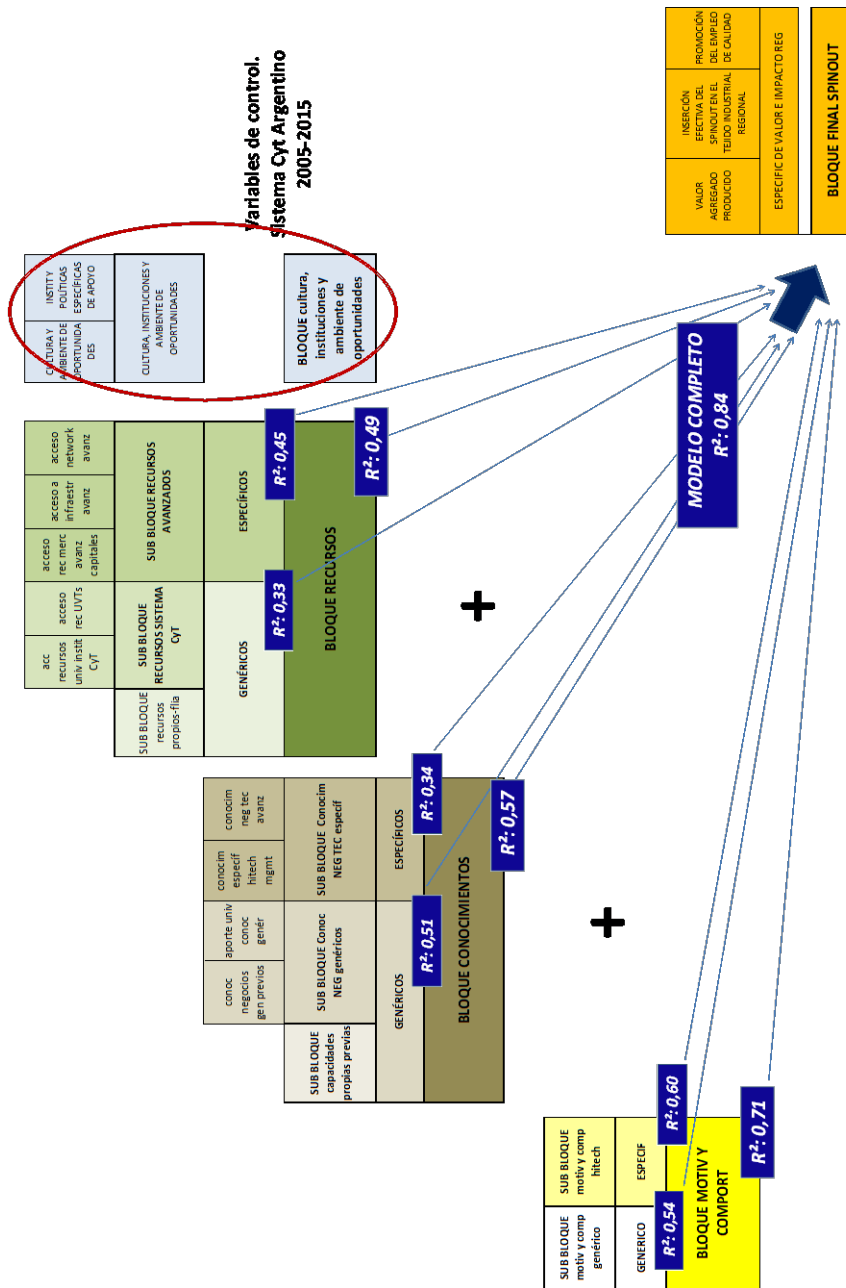 SUB BLOQUE
motiv y comp
genérico
SUB BLOQUE
motiv y comp
hitech
GENERICO
ESPECIF
R²: 0,54
R²: 0,60
BLOQUE MOTIV Y
COMPORT
R²: 0,71
+
conoc
negocios
gen previos
aporte univ
conoc
genér
conocim
específ
hitech
mgmt
conocim
neg tec
avanz
SUB BLOQUE
capacidades
propias previas
SUB BLOQUE Conoc
NEG genéricos
SUB BLOQUE Conocim
NEG TEC específ
GENÉRICOS
ESPECÍFICOS
R²: 0,51
R²: 0,34
BLOQUE CONOCIMIENTOS
R²: 0,57
+
acc
recursos
univ instit
CyT
acceso
rec UVTs
acceso
rec merc
avanz
capitales
acceso a
infraestr
avanz
acceso
network
avanz
SUB BLOQUE
recursos
propios-flia
SUB BLOQUE
RECURSOS SISTEMA
CyT
SUB BLOQUE RECURSOS
AVANZADOS
GENÉRICOS
ESPECÍFICOS
R²: 0,33
R²: 0,45
BLOQUE RECURSOS
R²: 0,49
CULTURA Y
AMBIENTE DE
OPORTUNIDA
DES
INSTIT Y
POLÍTICAS
ESPECÍFICAS
DE APOYO
CULTURA, INSTITUCIONES Y
AMBIENTE DE
OPORTUNIDADES
BLOQUE cultura,
instituciones y
ambiente de
oportunidades
Variables de control.
Sistema Cyt Argentino
2005-2015
MODELO COMPLETO
R²: 0,84
VALOR
AGREGADO
PRODUCIDO
INSERCIÓN
EFECTIVA DEL
SPINOUT EN EL
TEJIDO INDUSTRIAL
REGIONAL
PROMOCIÓN
DEL EMPLEO
DE CALIDAD
ESPECIFIC DE VALOR E IMPACTO REG
BLOQUE FINAL SPINOUT